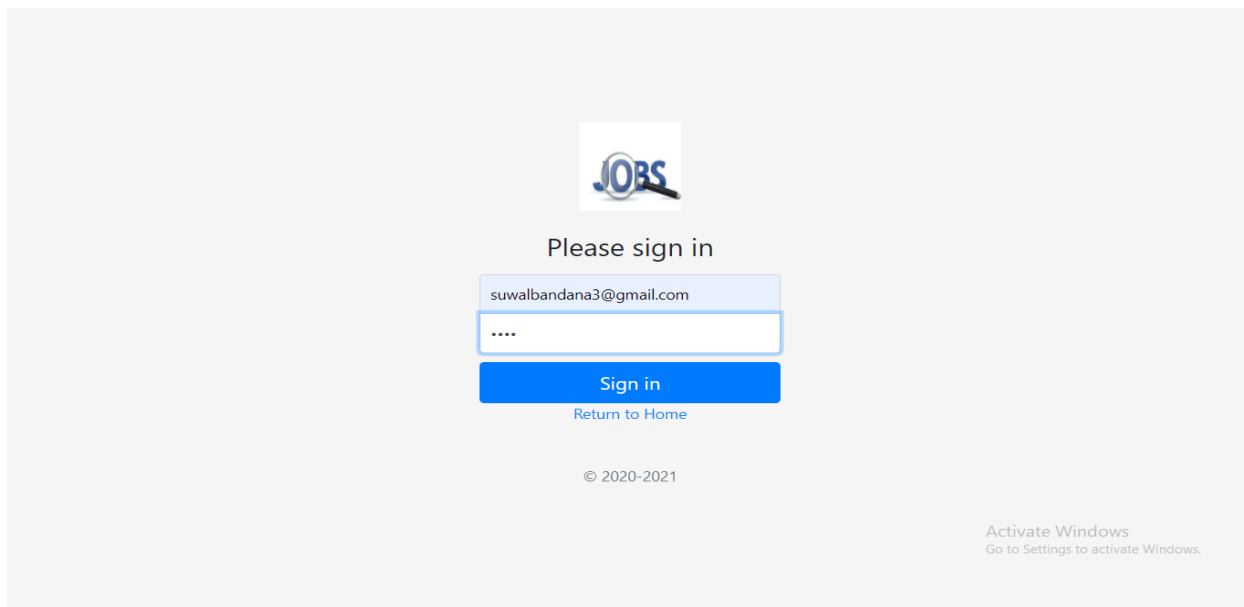 JOBS
Please sign in
suwalbandana3@gmail.com
••••
Sign in
Return to Home
© 2020-2021
Activate Windows
Go to Settings to activate Windows.